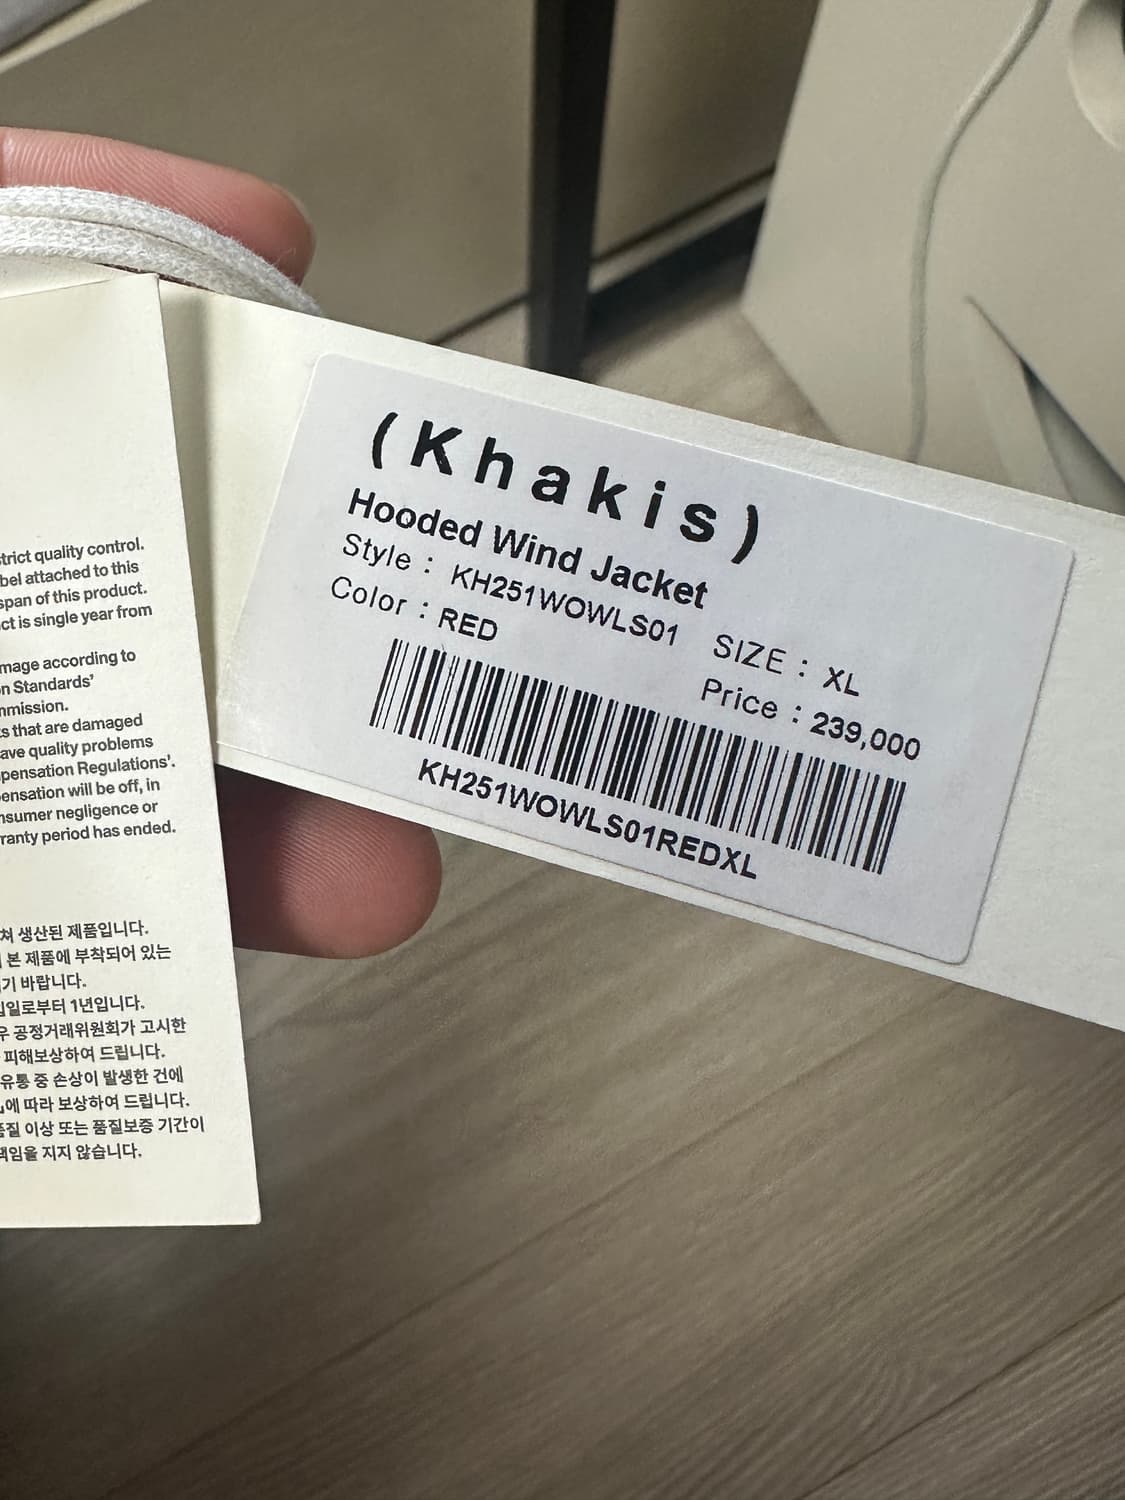 trict quality control.
bel attached to this
span of this product.
ct is single year from
mage according to
n Standards'
mmission.
s that are damaged
ave quality problems
pensation Regulations'.
ensation will be off, in
nsumer negligence or
ranty period has ended.
쳐 생산된 제품입니다.
본 제품에 부착되어 있는
기 바랍니다.
입일로부터 1년입니다.
우 공정거래위원회가 고시한
피해보상하여 드립니다.
유통 중 손상이 발생한 건에
에 따라 보상하여 드립니다.
품질 이상 또는 품질보증 기간이
책임을 지지 않습니다.
(Khakis)
Hooded Wind Jacket
Style : KH251WOWLS01 SIZE : XL
Color : RED Price : 239,000
KH251WOWLS01REDXL